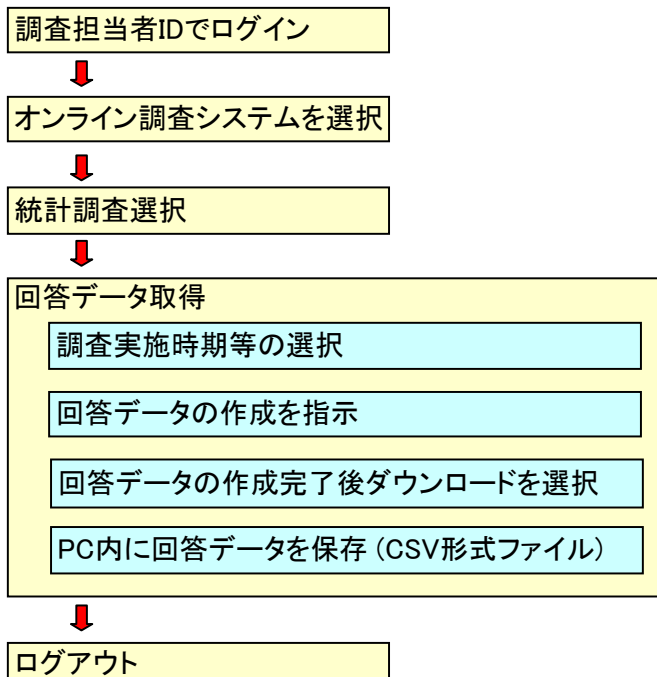 調査担当者IDでログイン
オンライン調査システムを選択
統計調査選択
回答データ取得
調査実施時期等の選択
回答データの作成を指示
回答データの作成完了後ダウンロードを選択
PC内に回答データを保存（CSV形式ファイル）
ログアウト